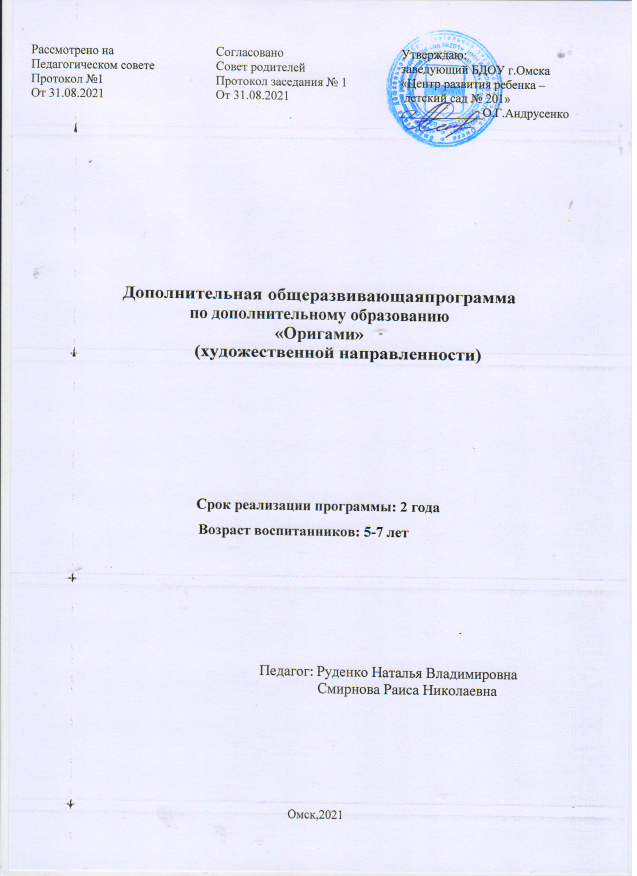 Рассмотрено на
Педагогическом совете
Протокол №1
От 31.08.2021
Согласовано
Совет родителей
Протокол заседания № 1
От 31.08.2021
Утверждаю:
заведующий БДОУ г.Омска
«Центр развития ребенка –
детский сад № 201»
О.Г.Андрусенко
Дополнительная общеразвивающаяпрограмма
по дополнительному образованию
«Оригами»
(художественной направленности)
Срок реализации программы: 2 года
Возраст воспитанников: 5-7 лет
Педагог: Руденко Наталья Владимировна
Смирнова Раиса Николаевна
Омск,2021